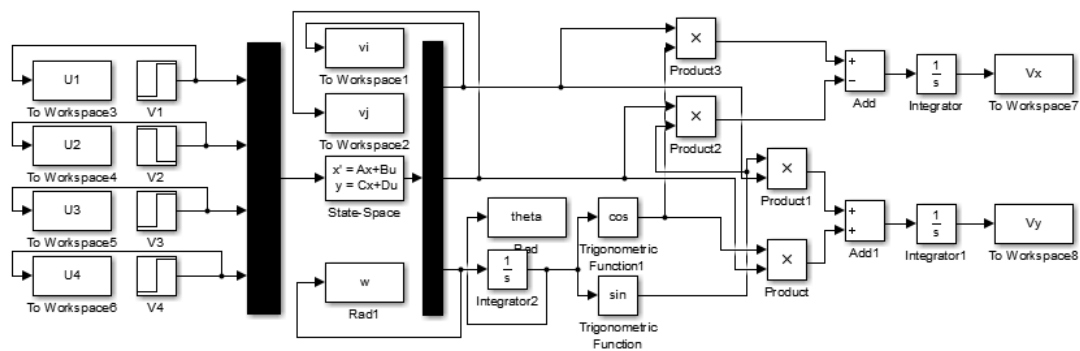 U1
To Workspace3
V1
U2
To Workspace4
V2
U3
To Workspace5
V3
U4
To Workspace6
V4
vi
To Workspace1
vj
To Workspace2
x' = Ax+Bu
y = Cx+Du
State-Space
w
Rad1
theta
Rad
1
s
Integrator2
cos
Trigonometric
Function1
sin
Trigonometric
Function
×
Product3
×
Product2
×
Product1
×
Product
+
−
Add
1
s
Integrator
Vx
To Workspace7
+
+
Add1
1
s
Integrator1
Vy
To Workspace8